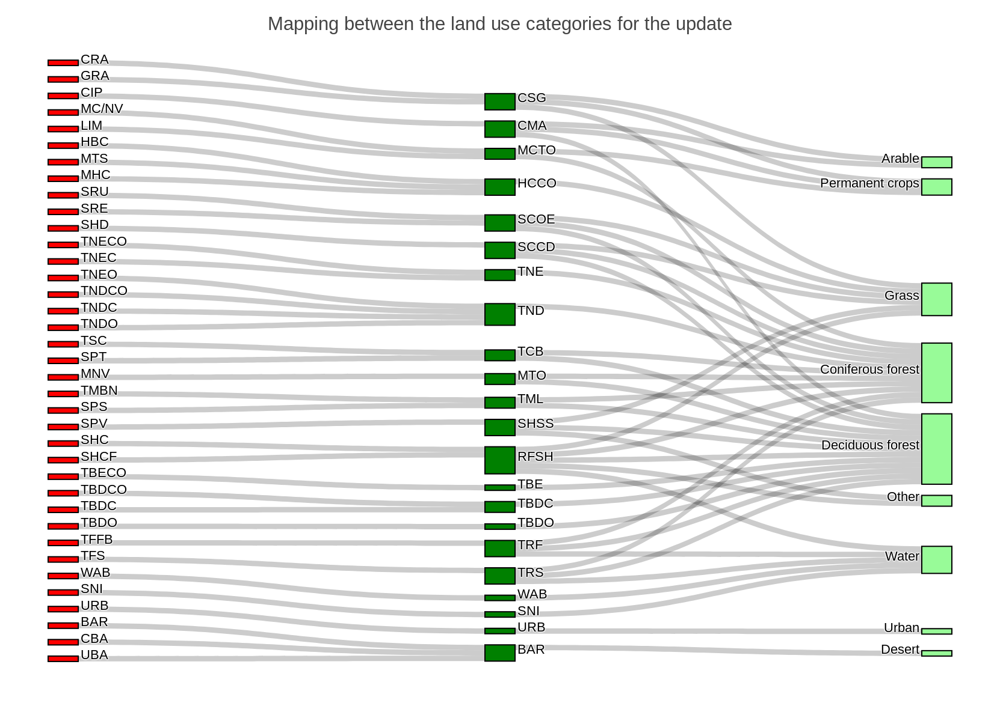 Mapping between the land use categories for the update
CRA
GRA
CIP
MC/NV
LIM
HBC
MTS
MHC
SRU
SRE
SHD
TNECO
TNEC
TNEO
TNDCO
TNDC
TNDO
TSC
SPT
MNV
TMBN
SPS
SPV
SHC
SHCF
TBECO
TBDCO
TBDC
TBDO
TFFB
TFS
WAB
SNI
URB
BAR
CBA
UBA
CSG
CMA
MCTO
HCCO
SCOE
SCCD
TNE
TND
TCB
MTO
TML
SHSS
RFSH
TBE
TBDC
TBDO
TRF
TRS
WAB
SNI
URB
BAR
Arable
Permanent crops
Grass
Coniferous forest
Deciduous forest
Other
Water
Urban
Desert